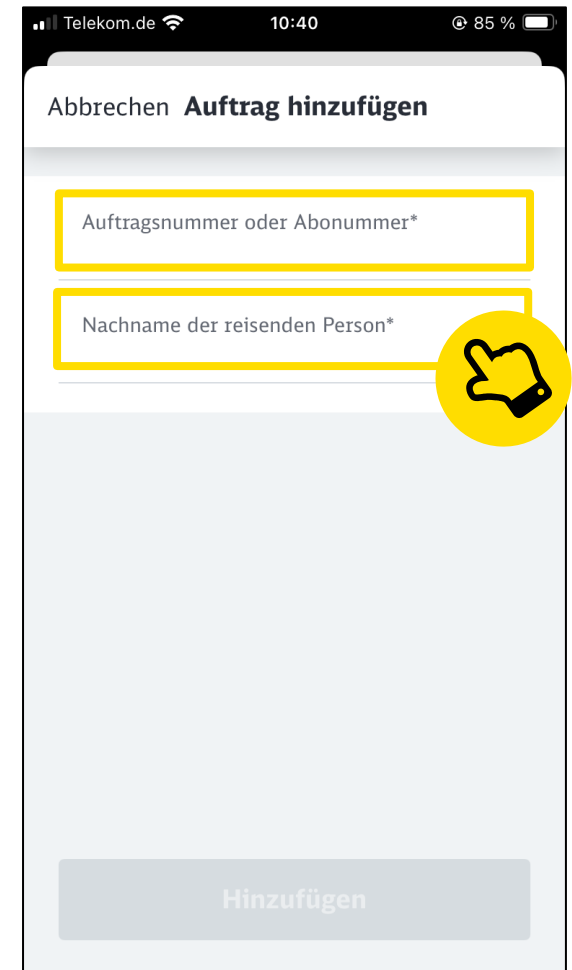 Telekom.de 10:40 85 %
Abbrechen Auftrag hinzufügen
Auftragsnummer oder Abonummer*
Nachname der reisenden Person*
Hinzufügen